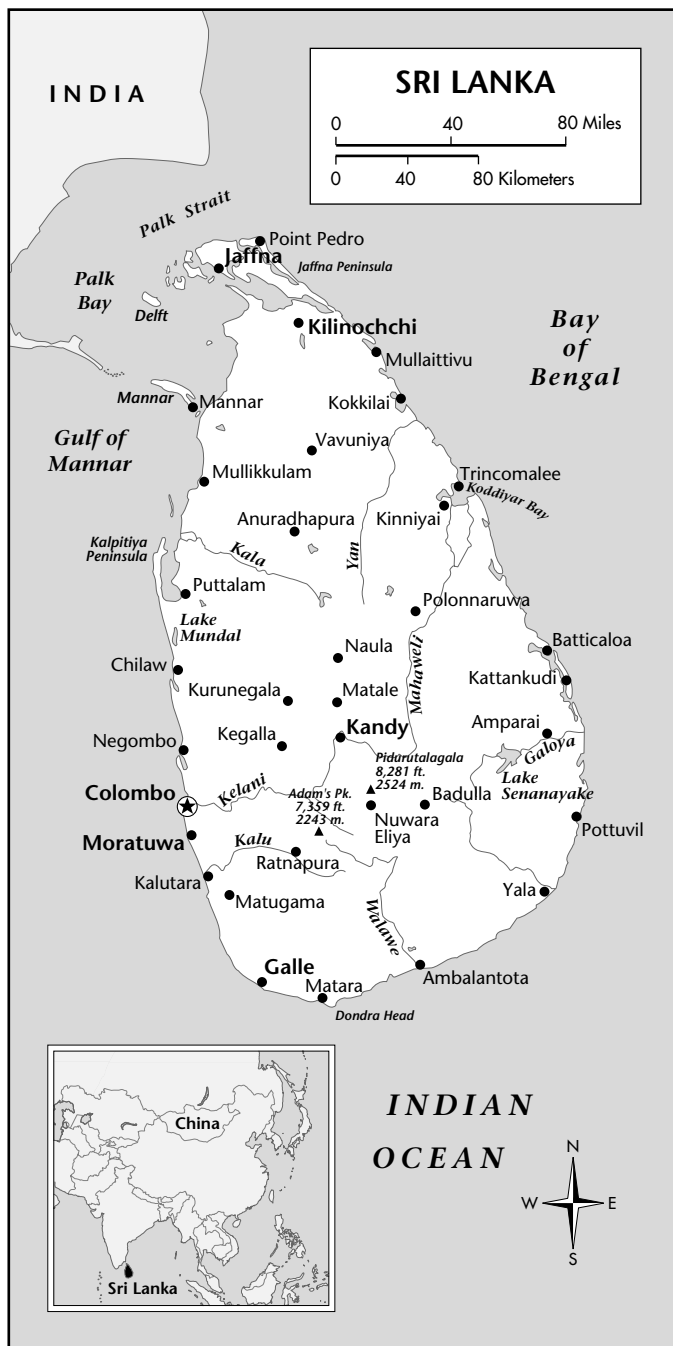 INDIA
SRI LANKA
0 40 80 Miles
0 40 80 Kilometers
Palk Strait
Point Pedro
Jaffna
Jaffna Peninsula
Palk
Bay
Delft
Kilinochchi
Bay
of
Bengal
Mullaittivu
Mannar
Mannar
Kokkilai
Gulf of
Mannar
Vavuniya
Mullikkulam
Trincomalee
Koddiyar Bay
Kinniyai
Anuradhapura
Kalpitiya
Peninsula
Kala
Yan
Puttalam
Polonnaruwa
Lake
Mundal
Mahaweli
Batticaloa
Naula
Chilaw
Kattankudi
Kurunegala
Matale
Amparai
Kandy
Kegalla
Negombo
Galoya
Pidurutalagala
8,281 ft.
2524 m.
Lake
Senanayake
Kelani
Adam's Pk.
7,359 ft.
2243 m.
Colombo
Badulla
Nuwara
Eliya
Pottuvil
Moratuwa
Kalu
Ratnapura
Kalutara
Yala
Matugama
Walawe
Galle
Ambalantota
Matara
Dondra Head
INDIAN
OCEAN
China
Sri Lanka
N
W E
S